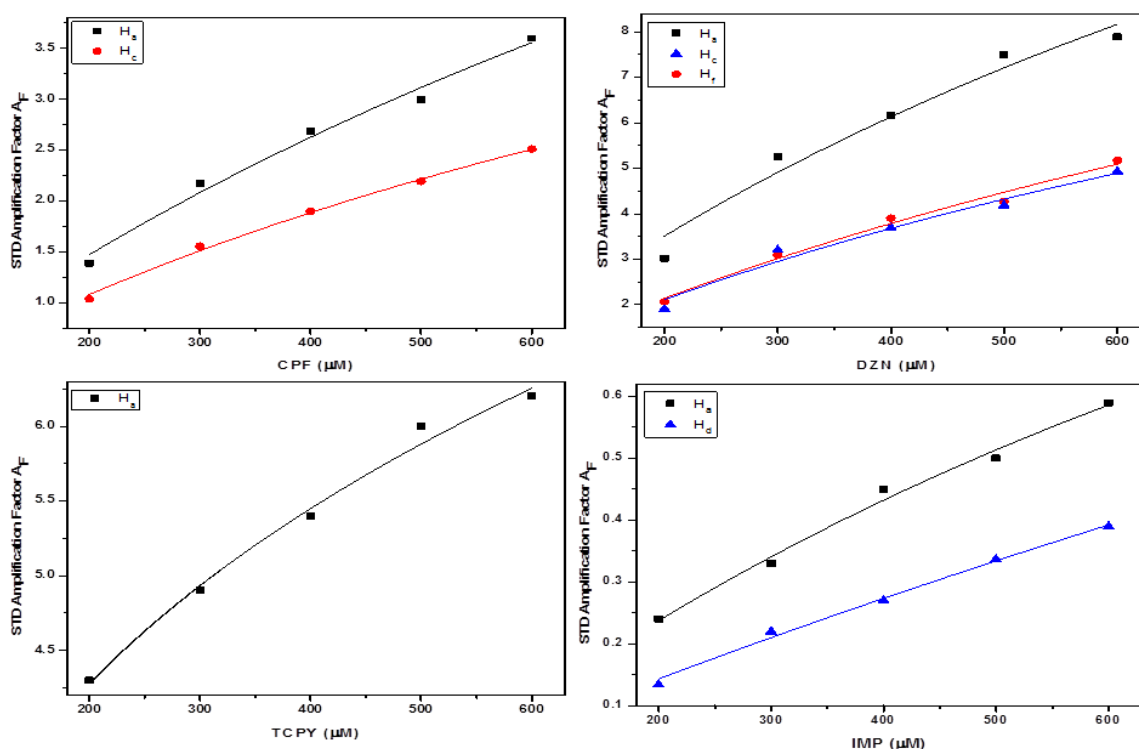 Ha
Hc
3.5
3.0
2.5
2.0
1.5
1.0
STD Amplification Factor AF
200 300 400 500 600
CPF (µM)
Ha
Hc
Hf
8
7
6
5
4
3
2
STD Amplification Factor AF
200 300 400 500 600
DZN (µM)
Ha
6.0
5.5
5.0
4.5
STD Amplification Factor AF
200 300 400 500 600
TCPY (µM)
Ha
Hd
0.6
0.5
0.4
0.3
0.2
0.1
STD Amplification Factor AF
200 300 400 500 600
IMP (µM)